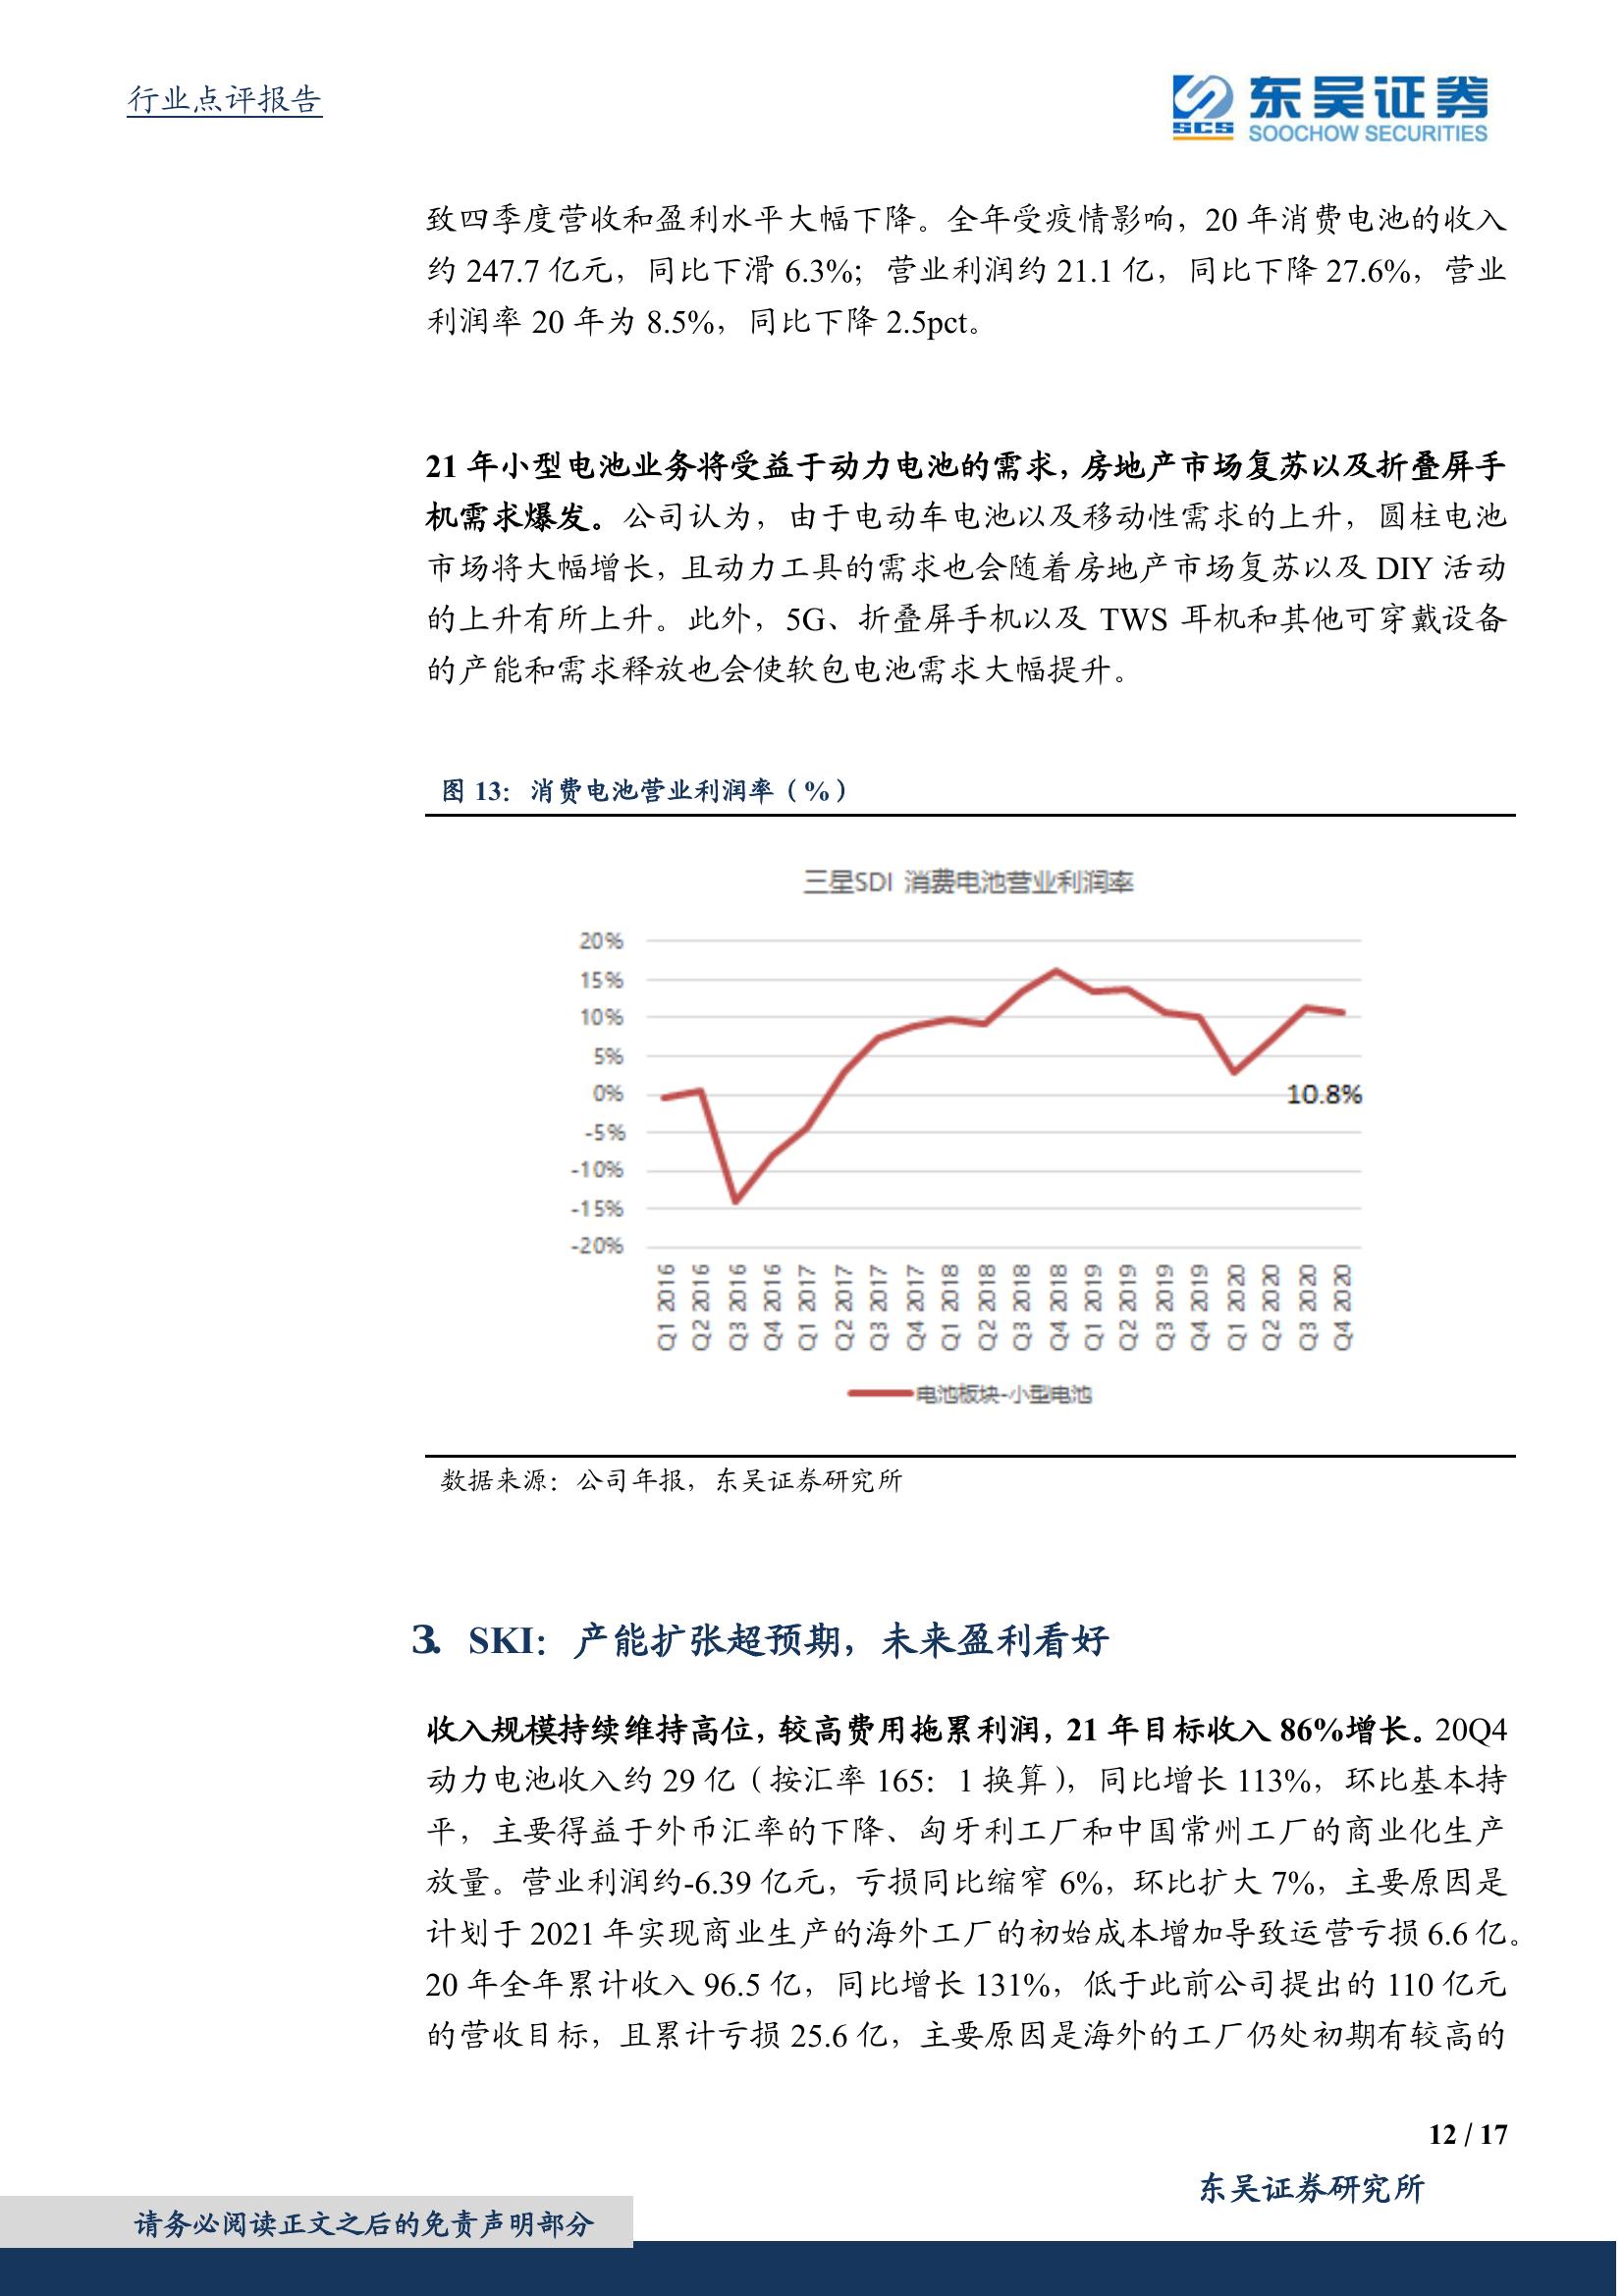 行业点评报告
SCS
东吴证券
SOOCHOW SECURITIES
致四季度营收和盈利水平大幅下降。全年受疫情影响，20 年消费电池的收入
约 247.7 亿元，同比下滑 6.3%；营业利润约 21.1 亿，同比下降 27.6%，营业
利润率 20 年为 8.5%，同比下降 2.5pct。
21 年小型电池业务将受益于动力电池的需求，房地产市场复苏以及折叠屏手
机需求爆发。公司认为，由于电动车电池以及移动性需求的上升，圆柱电池
市场将大幅增长，且动力工具的需求也会随着房地产市场复苏以及 DIY 活动
的上升有所上升。此外，5G、折叠屏手机以及 TWS 耳机和其他可穿戴设备
的产能和需求释放也会使软包电池需求大幅提升。
图 13：消费电池营业利润率（%）
三星SDI 消费电池营业利润率
20%
15%
10%
5%
0%
-5%
-10%
-15%
-20%
10.8%
Q1 2016
Q2 2016
Q3 2016
Q4 2016
Q1 2017
Q2 2017
Q3 2017
Q4 2017
Q1 2018
Q2 2018
Q3 2018
Q4 2018
Q1 2019
Q2 2019
Q3 2019
Q4 2019
Q1 2020
Q2 2020
Q3 2020
Q4 2020
电池板块-小型电池
数据来源：公司年报，东吴证券研究所
3. SKI：产能扩张超预期，未来盈利看好
收入规模持续维持高位，较高费用拖累利润，21 年目标收入 86%增长。20Q4
动力电池收入约 29 亿（按汇率 165：1 换算），同比增长 113%，环比基本持
平，主要得益于外币汇率的下降、匈牙利工厂和中国常州工厂的商业化生产
放量。营业利润约-6.39 亿元，亏损同比缩窄 6%，环比扩大 7%，主要原因是
计划于 2021 年实现商业生产的海外工厂的初始成本增加导致运营亏损 6.6 亿。
20 年全年累计收入 96.5 亿，同比增长 131%，低于此前公司提出的 110 亿元
的营收目标，且累计亏损 25.6 亿，主要原因是海外的工厂仍处初期有较高的
12 / 17
东吴证券研究所
请务必阅读正文之后的免责声明部分